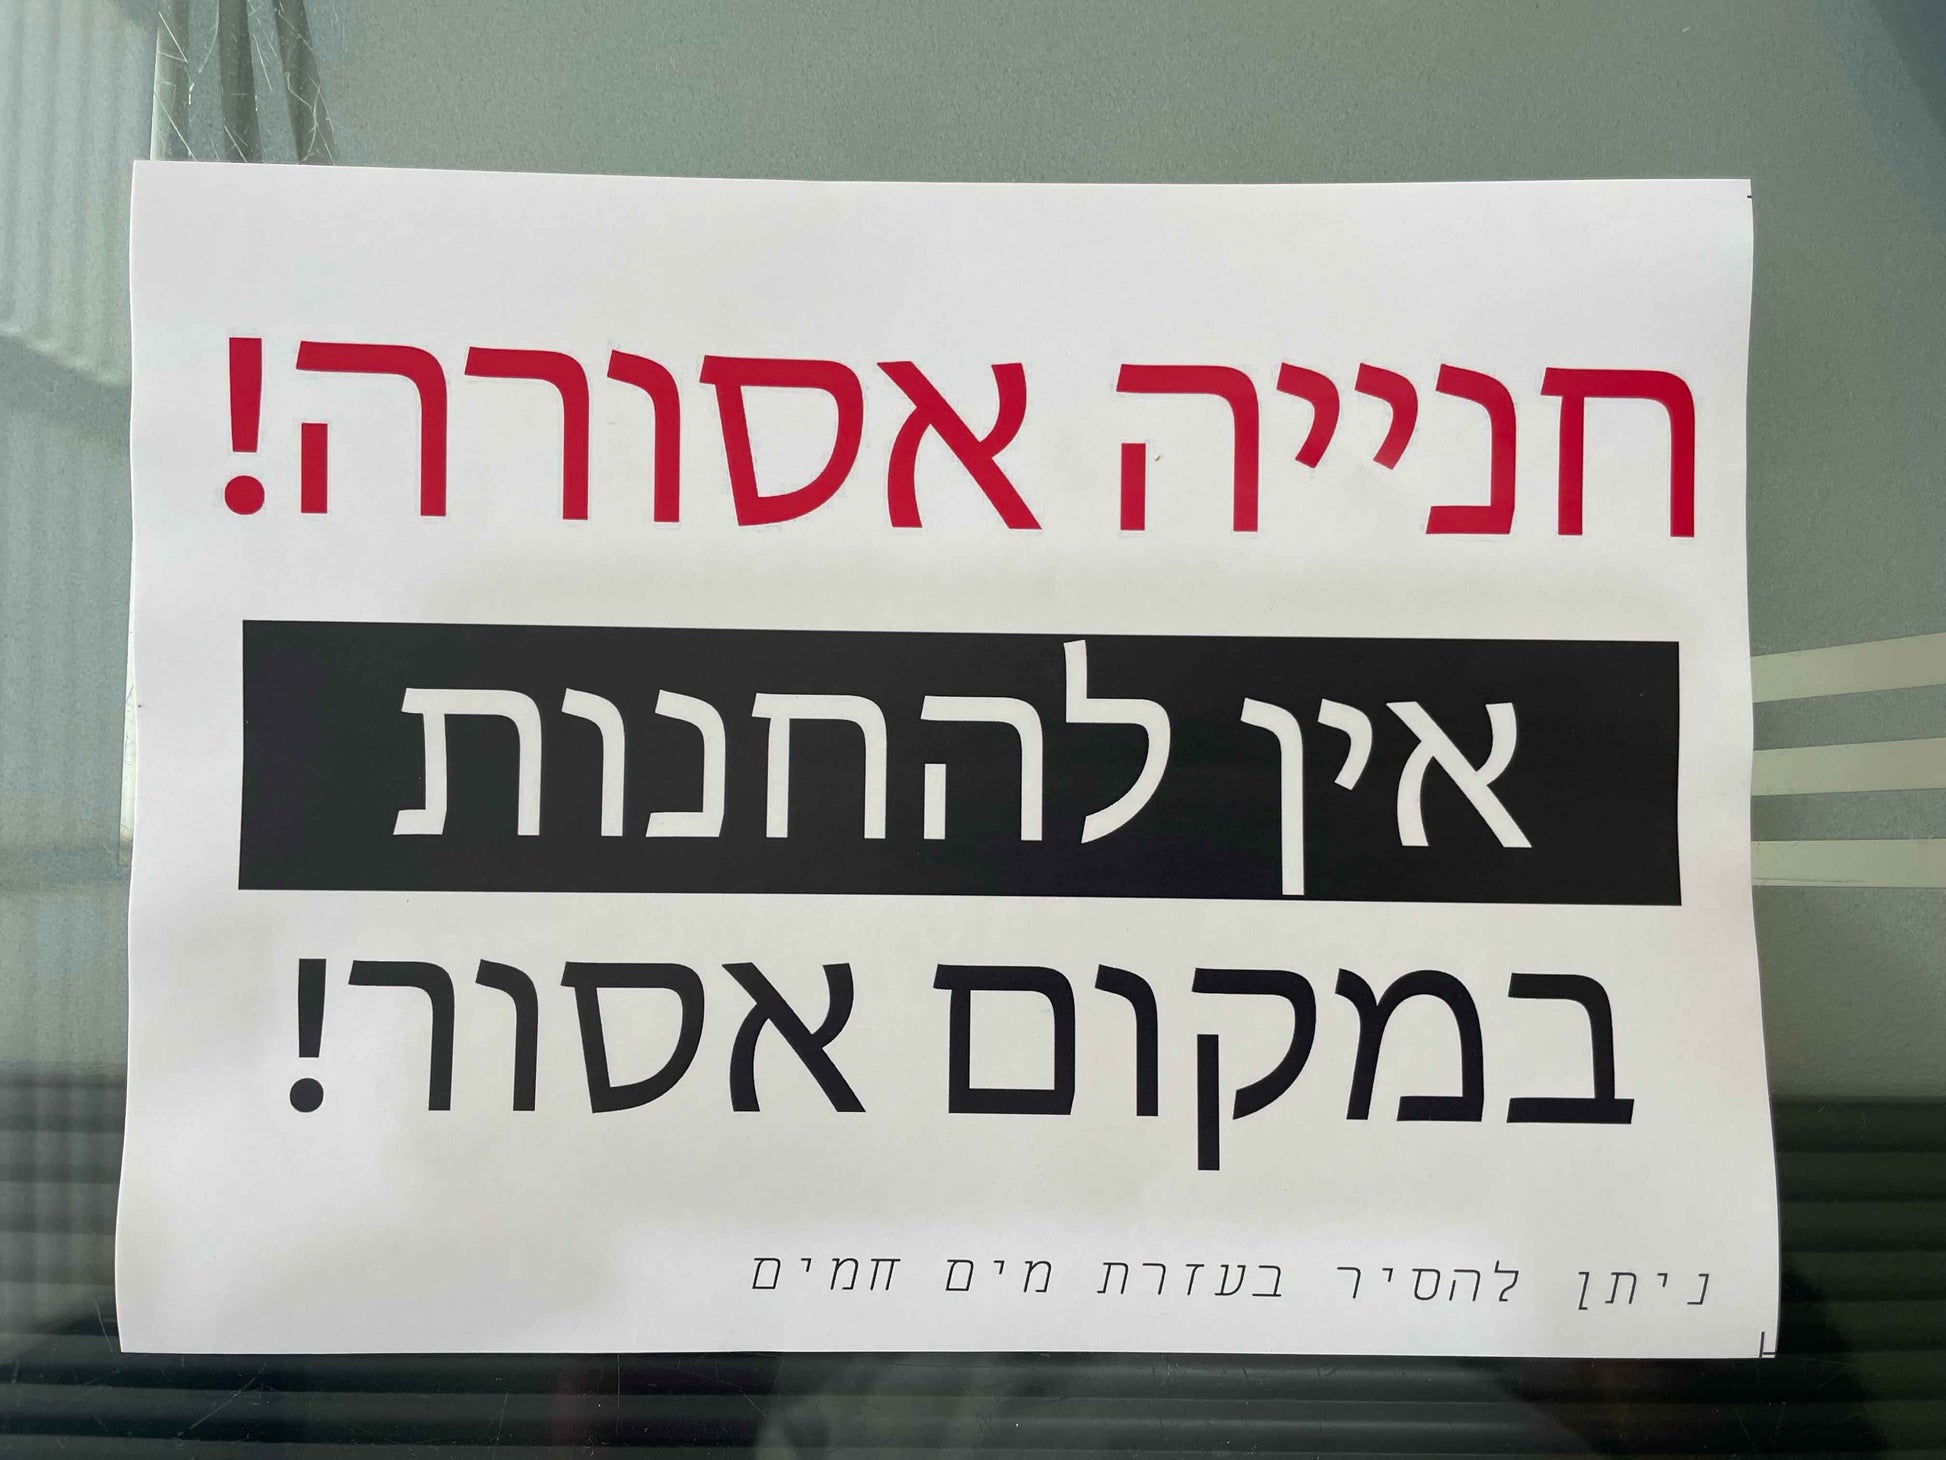 חנייה אסורה!
אין להחנות
במקום אסור!
ניתן להסיר בעזרת מים חמים